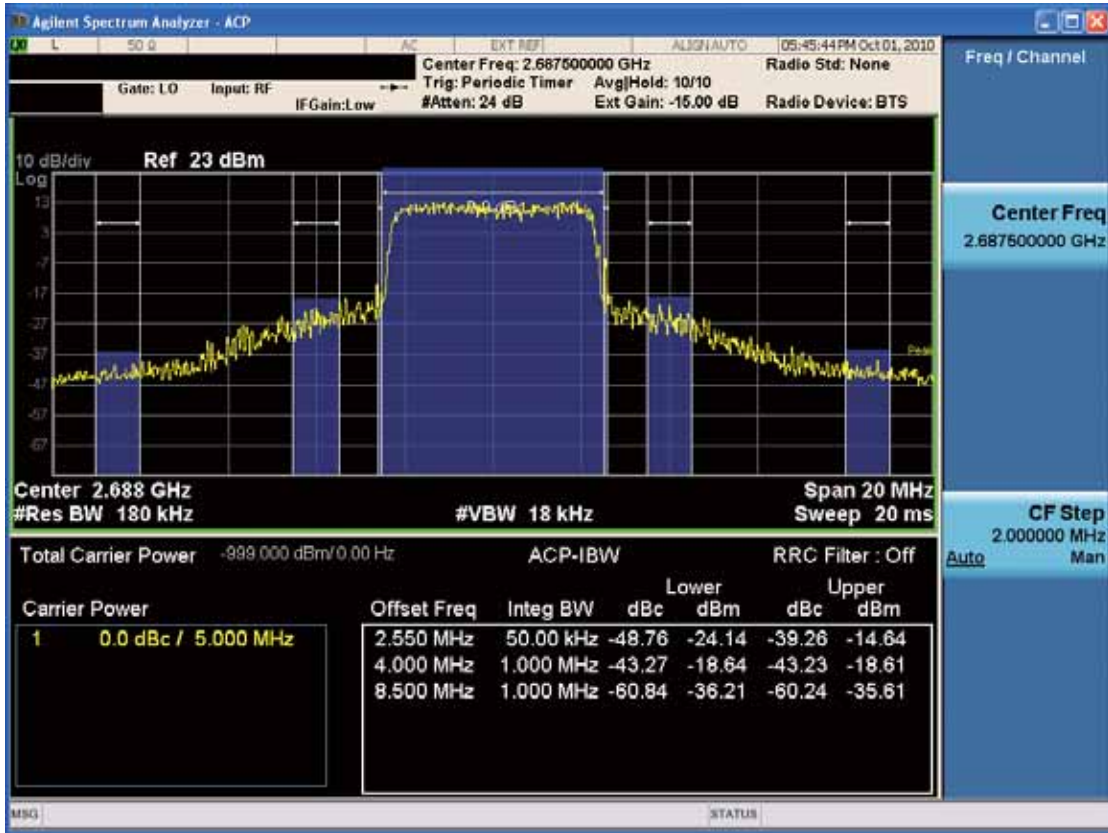 Agilent Spectrum Analyzer - ACP
L 50 Ω AC EXT REF ALIGN AUTO 05:45:44 PM Oct 01, 2010
Center Freq: 2.687500000 GHz Radio Std: None
Gate: LO Input: RF Trig: Periodic Timer Avg|Hold: 10/10
IFGain:Low #Atten: 24 dB Ext Gain: -15.00 dB Radio Device: BTS
10 dB/div Ref 23 dBm
Log
13
3
-7
-17
-27
-37
-47
-57
-67
Center 2.688 GHz Span 20 MHz
#Res BW 180 kHz #VBW 18 kHz Sweep 20 ms
Total Carrier Power -999.000 dBm/ 0.00 Hz ACP-IBW RRC Filter : Off
Lower Upper
Carrier Power Offset Freq Integ BW dBc dBm dBc dBm
1 0.0 dBc / 5.000 MHz 2.550 MHz 50.00 kHz -48.76 -24.14 -39.26 -14.64
4.000 MHz 1.000 MHz -43.27 -18.64 -43.23 -18.61
8.500 MHz 1.000 MHz -60.84 -36.21 -60.24 -35.61
MSG STATUS
Freq / Channel
Center Freq
2.687500000 GHz
CF Step
2.000000 MHz
Auto Man